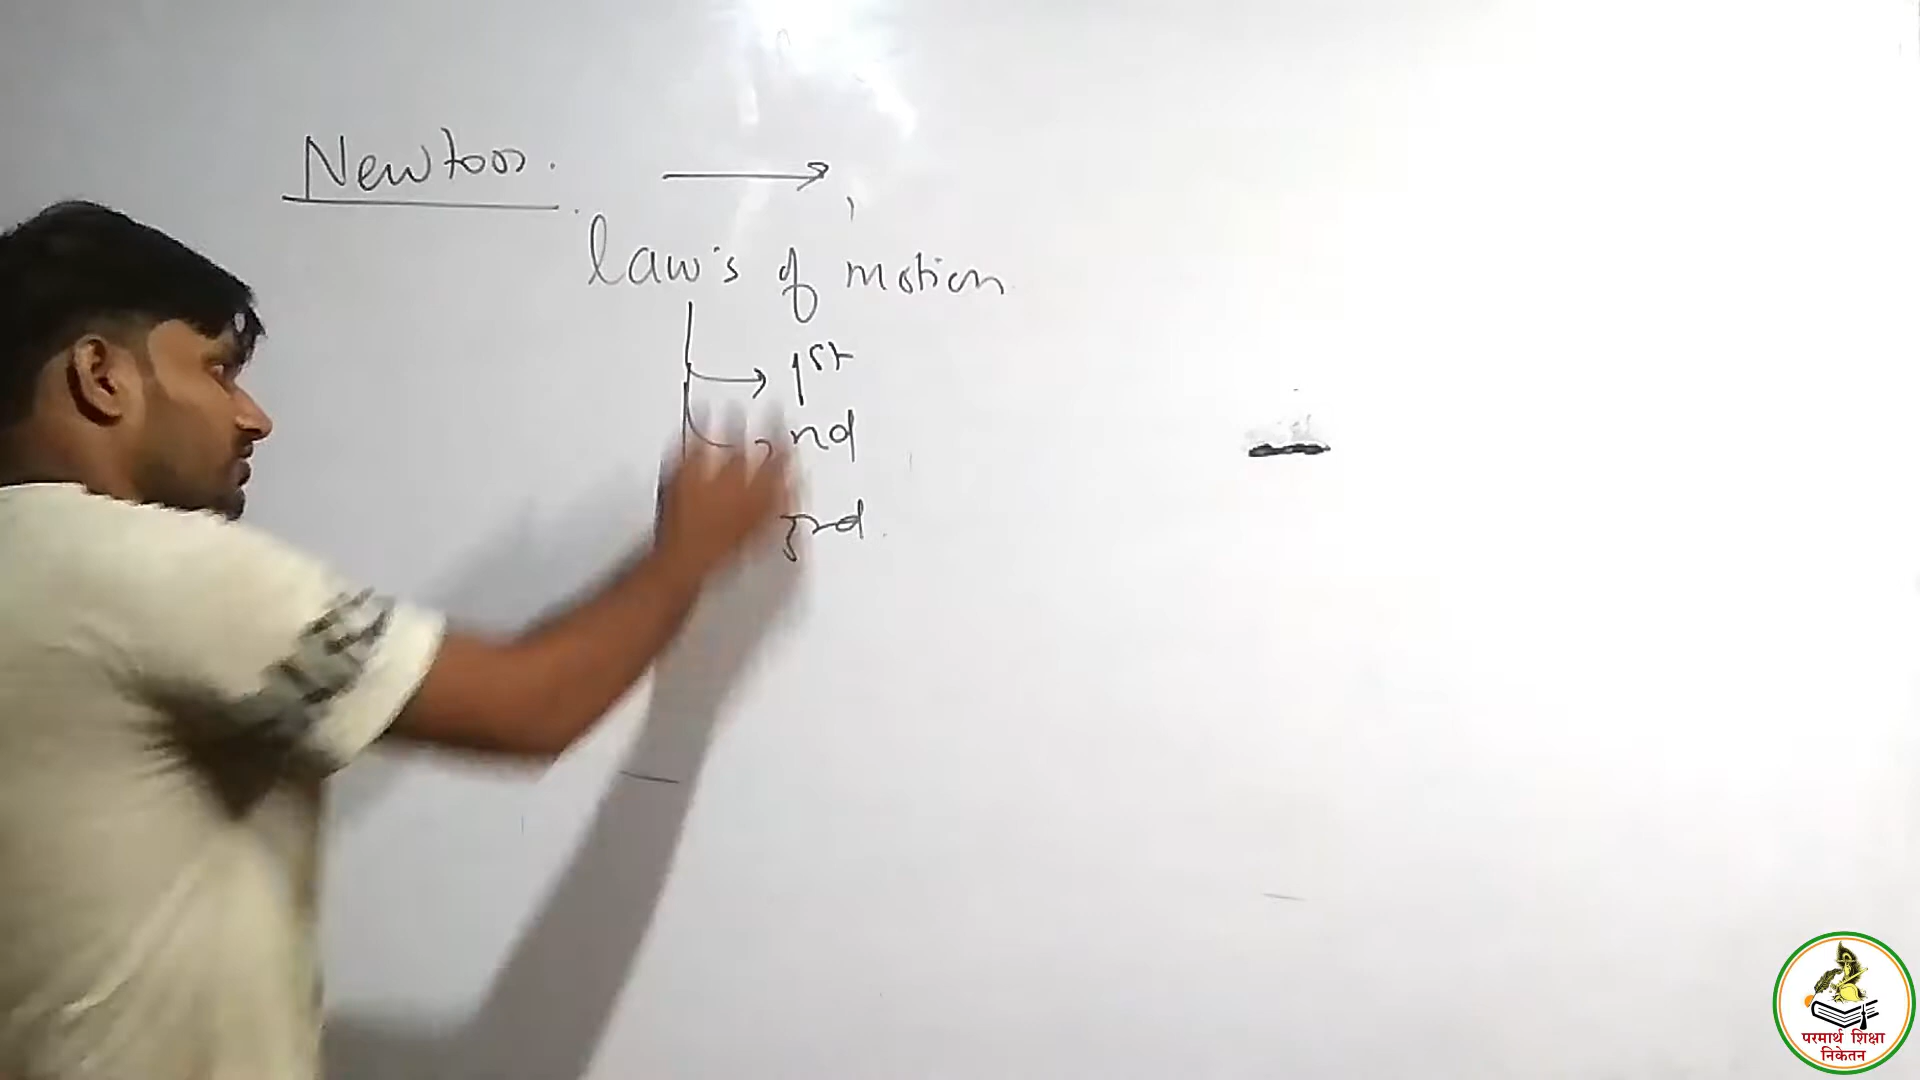 Newton.
law's of motion
1st
2nd
3rd
परमार्थ शिक्षा
निकेतन